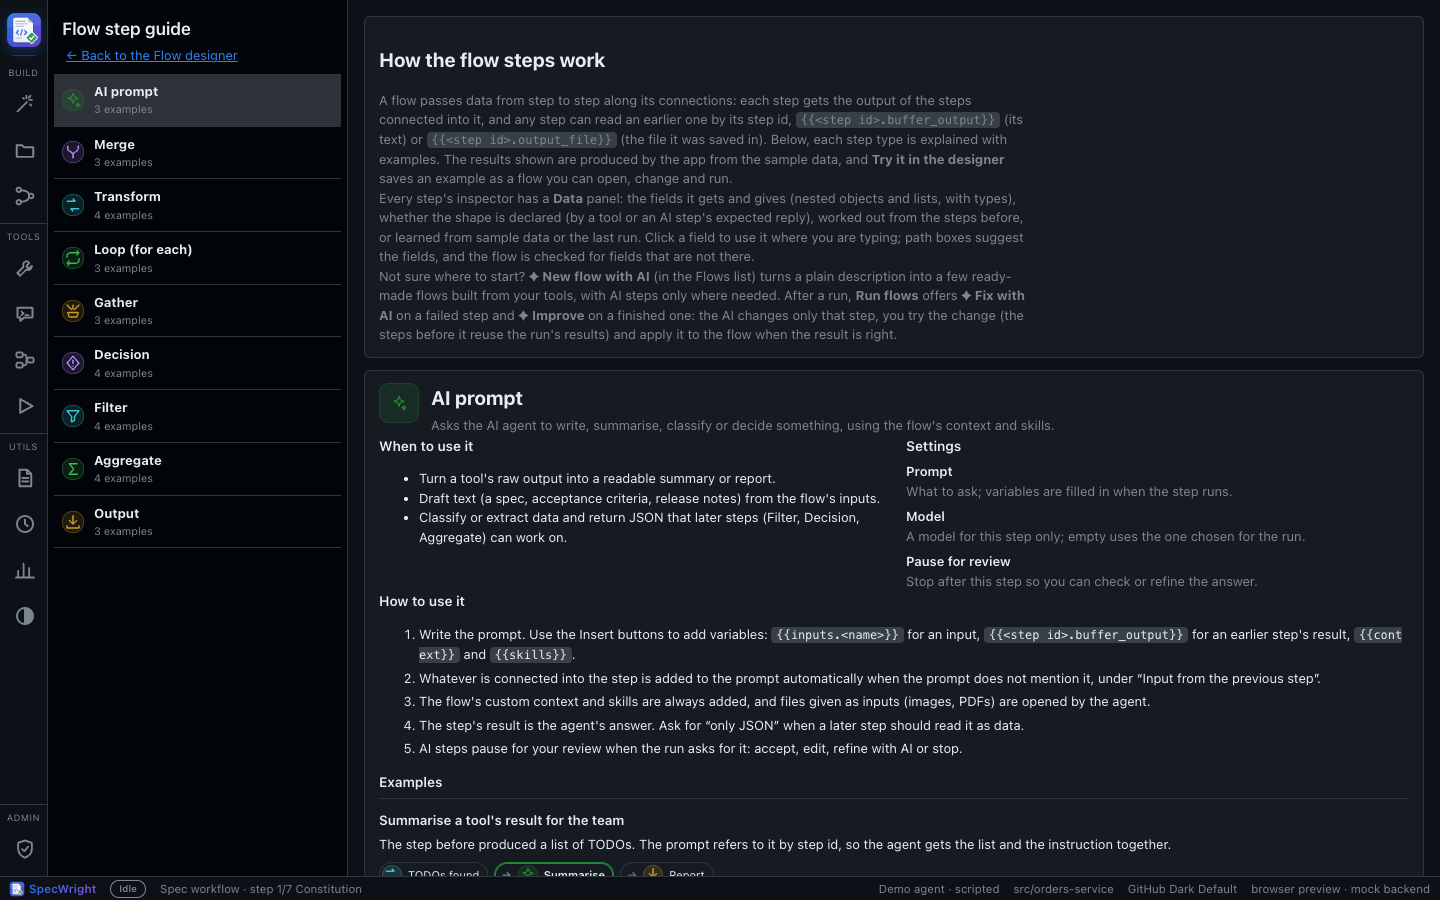 BUILD
TOOLS
UTILS
ADMIN
Flow step guide
← Back to the Flow designer
AI prompt
3 examples
Merge
3 examples
Transform
4 examples
Loop (for each)
3 examples
Gather
3 examples
Decision
4 examples
Filter
4 examples
Aggregate
4 examples
Output
3 examples
How the flow steps work
A flow passes data from step to step along its connections: each step gets the output of the steps
connected into it, and any step can read an earlier one by its step id, {{<step id>.buffer_output}} (its
text) or {{<step id>.output_file}} (the file it was saved in). Below, each step type is explained with
examples. The results shown are produced by the app from the sample data, and Try it in the designer
saves an example as a flow you can open, change and run.
Every step's inspector has a Data panel: the fields it gets and gives (nested objects and lists, with types),
whether the shape is declared (by a tool or an AI step's expected reply), worked out from the steps before,
or learned from sample data or the last run. Click a field to use it where you are typing; path boxes suggest
the fields, and the flow is checked for fields that are not there.
Not sure where to start? ✦ New flow with AI (in the Flows list) turns a plain description into a few ready-
made flows built from your tools, with AI steps only where needed. After a run, Run flows offers ✦ Fix with
AI on a failed step and ✦ Improve on a finished one: the AI changes only that step, you try the change (the
steps before it reuse the run's results) and apply it to the flow when the result is right.
AI prompt
Asks the AI agent to write, summarise, classify or decide something, using the flow's context and skills.
When to use it
• Turn a tool's raw output into a readable summary or report.
• Draft text (a spec, acceptance criteria, release notes) from the flow's inputs.
• Classify or extract data and return JSON that later steps (Filter, Decision,
Aggregate) can work on.
Settings
Prompt
What to ask; variables are filled in when the step runs.
Model
A model for this step only; empty uses the one chosen for the run.
Pause for review
Stop after this step so you can check or refine the answer.
How to use it
1. Write the prompt. Use the Insert buttons to add variables: {{inputs.<name>}} for an input, {{<step id>.buffer_output}} for an earlier step's result, {{cont
ext}} and {{skills}}.
2. Whatever is connected into the step is added to the prompt automatically when the prompt does not mention it, under “Input from the previous step”.
3. The flow's custom context and skills are always added, and files given as inputs (images, PDFs) are opened by the agent.
4. The step's result is the agent's answer. Ask for “only JSON” when a later step should read it as data.
5. AI steps pause for your review when the run asks for it: accept, edit, refine with AI or stop.
Examples
Summarise a tool's result for the team
The step before produced a list of TODOs. The prompt refers to it by step id, so the agent gets the list and the instruction together.
TODOs found → Summarise → Report
SpecWright Idle Spec workflow · step 1/7 Constitution Demo agent · scripted src/orders-service GitHub Dark Default browser preview · mock backend